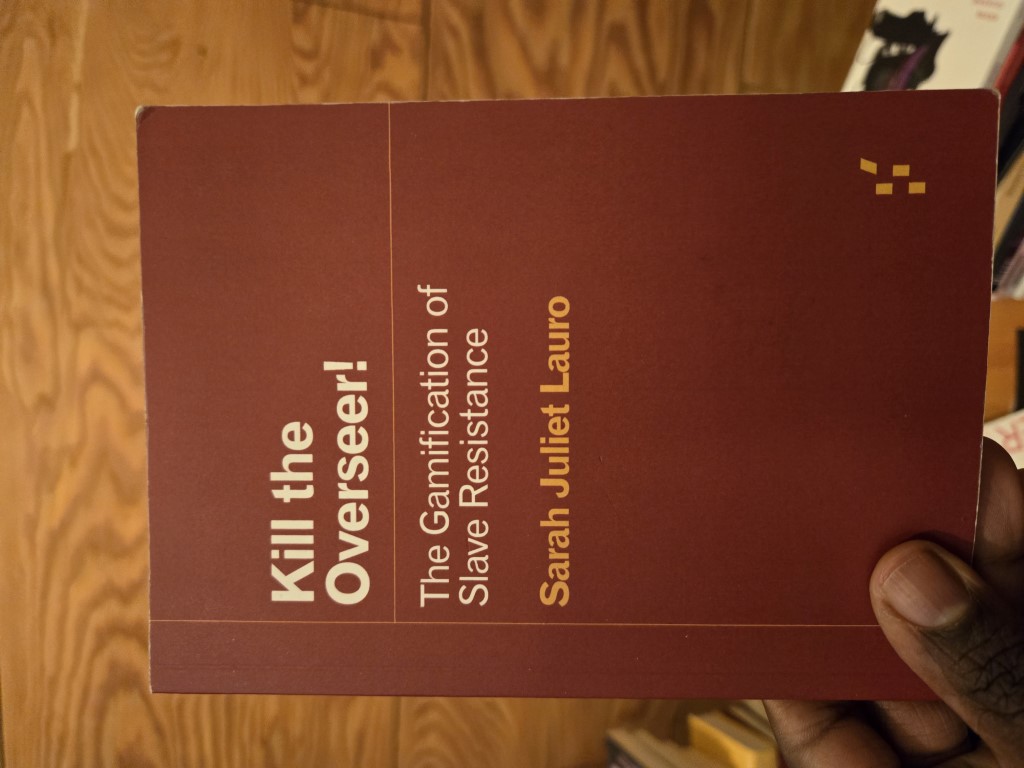 Kill the
Overseer!
The Gamification of
Slave Resistance
Sarah Juliet Lauro